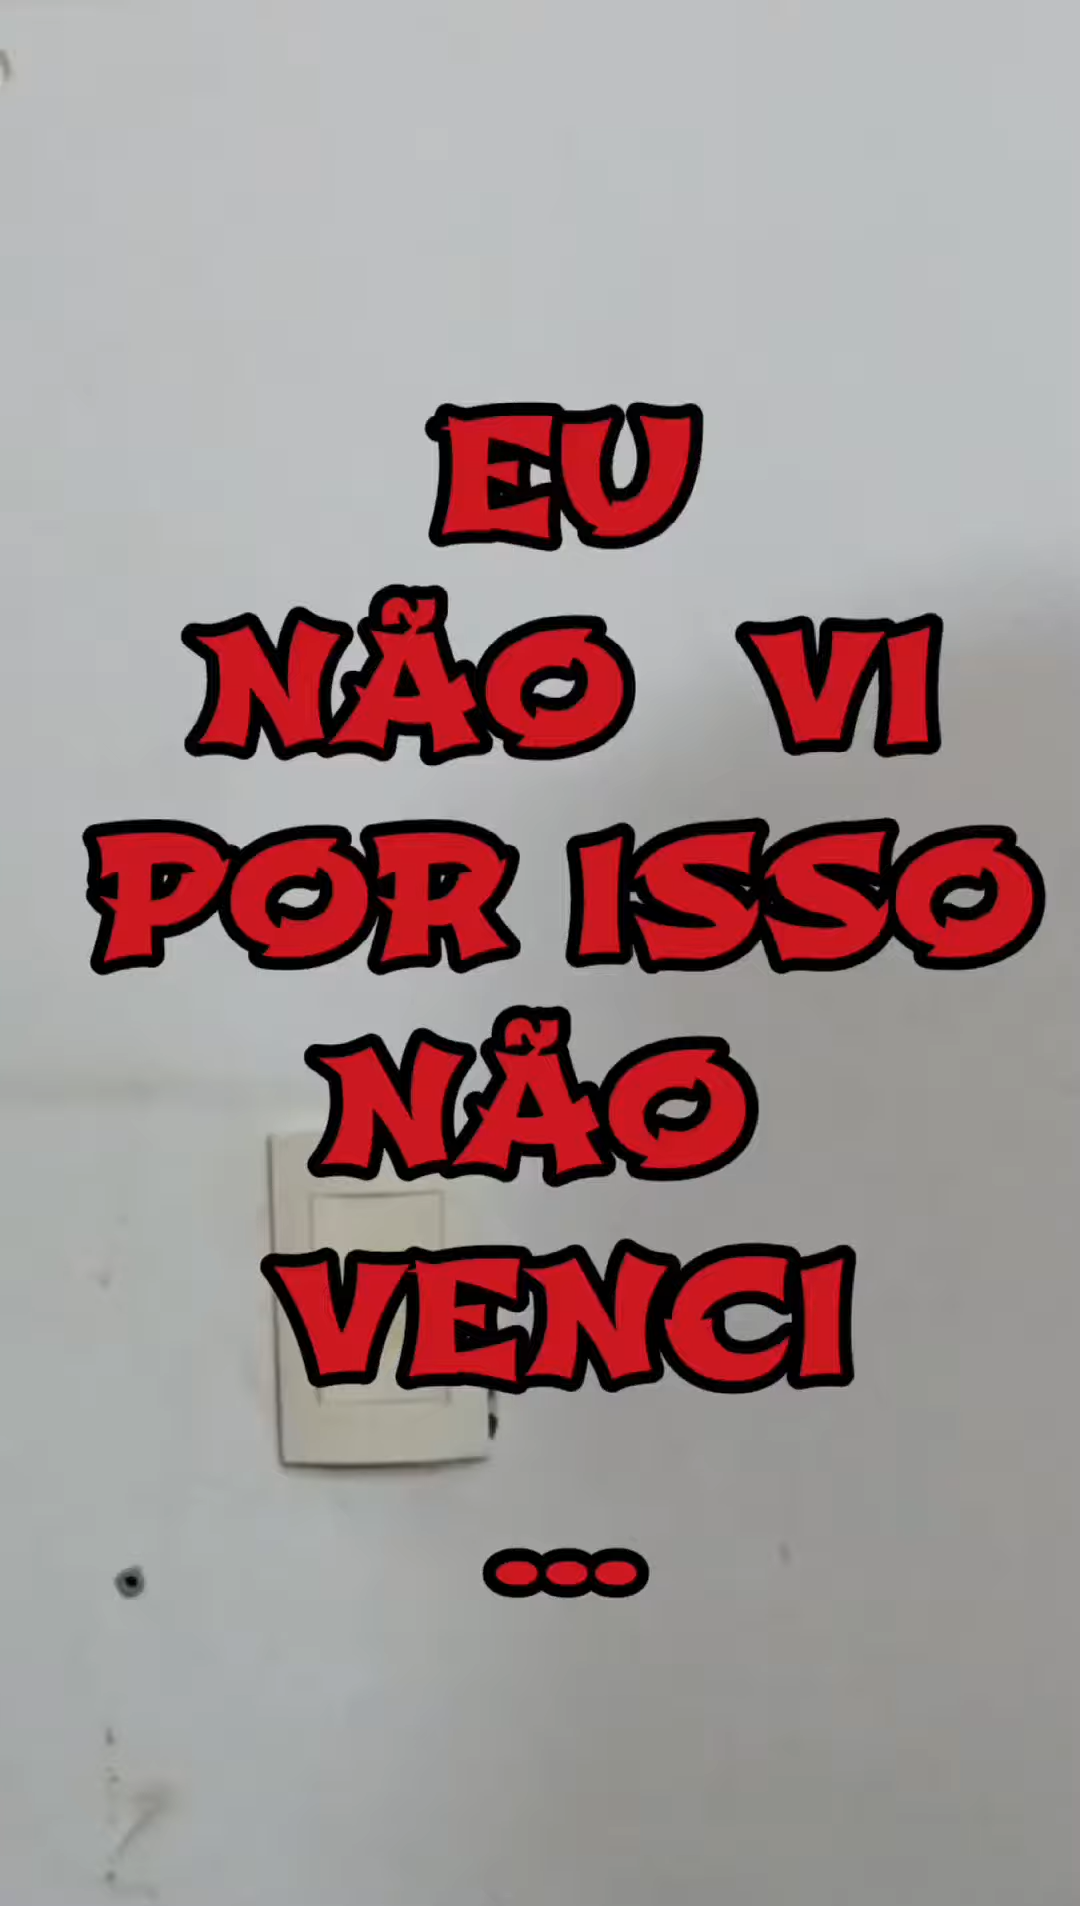 EU
NÃO VI
POR ISSO
NÃO
VENCI
...